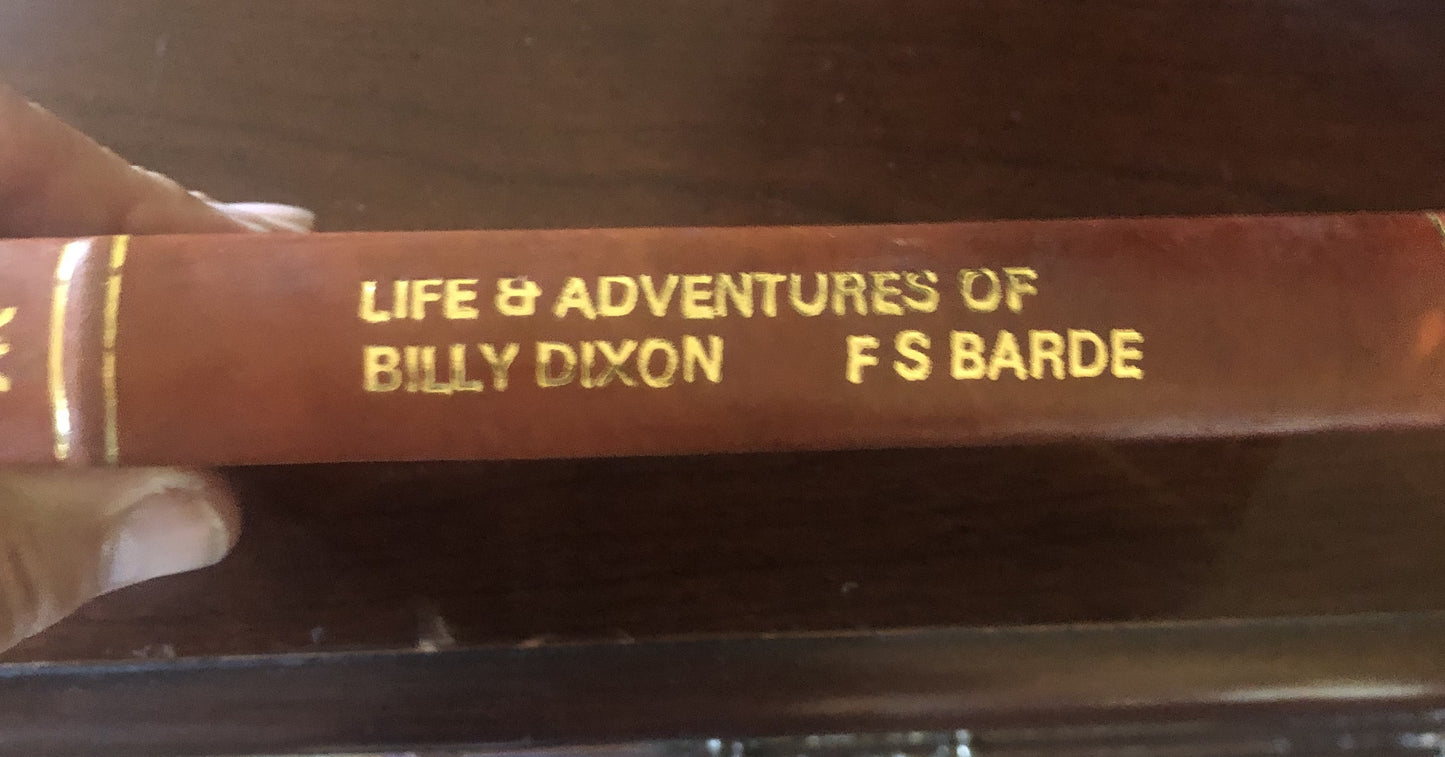 LIFE & ADVENTURES OF
BILLY DIXON F S BARDE